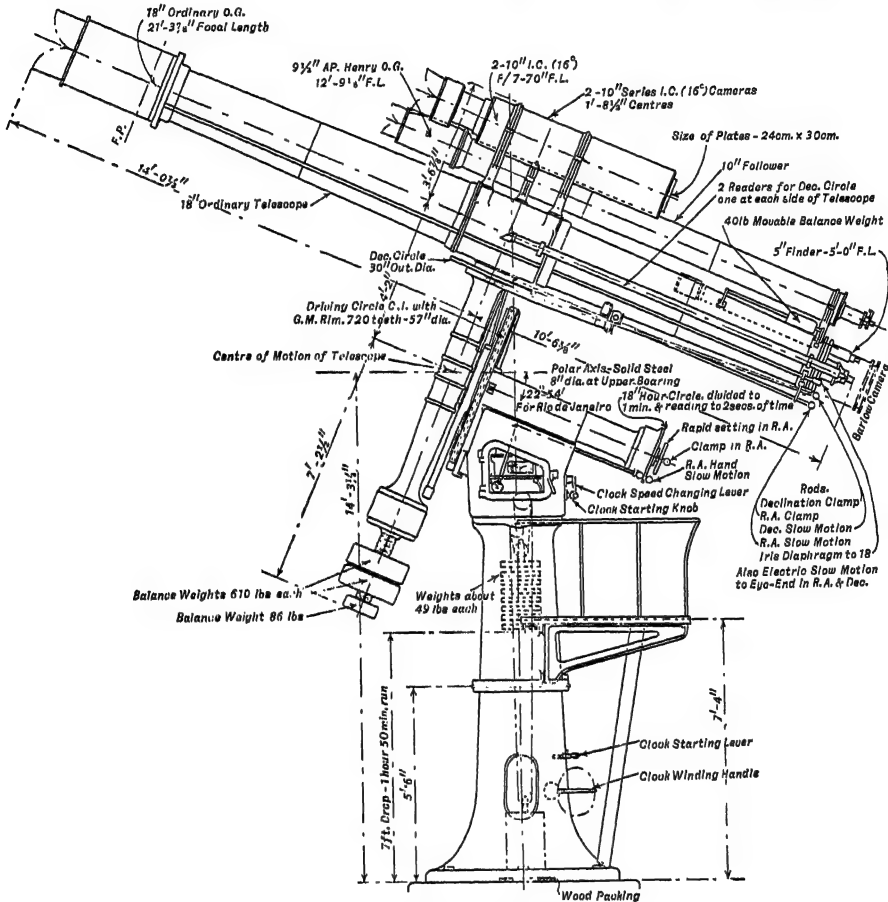 18" Ordinary O.G.
21'-3⅞" Focal Length
9½" AP. Henry O.G.
2-10" I.C. (16°)
F/7-70" F.L.
2-10" Series I.C. (16°) Cameras
1'-8½" Centres
Size of Plates - 24cm. x 30cm.
10" Follower
2 Readers for Dec. Circle
one at each side of Telescope
40lb Movable Balance Weight
5" Finder-5'-0" F.L.
F.P.
18" Ordinary Telescope
Dec. Circle
30" Out. Dia.
4'-2"
Driving Circle C.I. with
G.M. Rim. 720 teeth-57" dia.
Centre of Motion of Telescope
Polar Axis-Solid Steel
8" dia. at Upper Bearing
For Rio de Janeiro
18" Hour Circle. divided to
1 min. & reading to 2 secs. of time
Rapid setting in R.A.
Clamp in R.A.
R.A. Hand
Slow Motion
Clock Speed Changing Lever
Clock Starting Knob
Barlow Camera
Rods.
Declination Clamp
R.A. Clamp
Dec. Slow Motion
R.A. Slow Motion
Iris Diaphragm to 18"
Also Electric Slow Motion
to Eye-End in R.A. & Dec.
Balance Weights 610 lbs each
Balance Weight 86 lbs
Weights about
49 lbs each
7ft. Drop-1 hour 50 min. run
5'-6"
7'-4"
Clock Starting Lever
Clock Winding Handle
Wood Packing